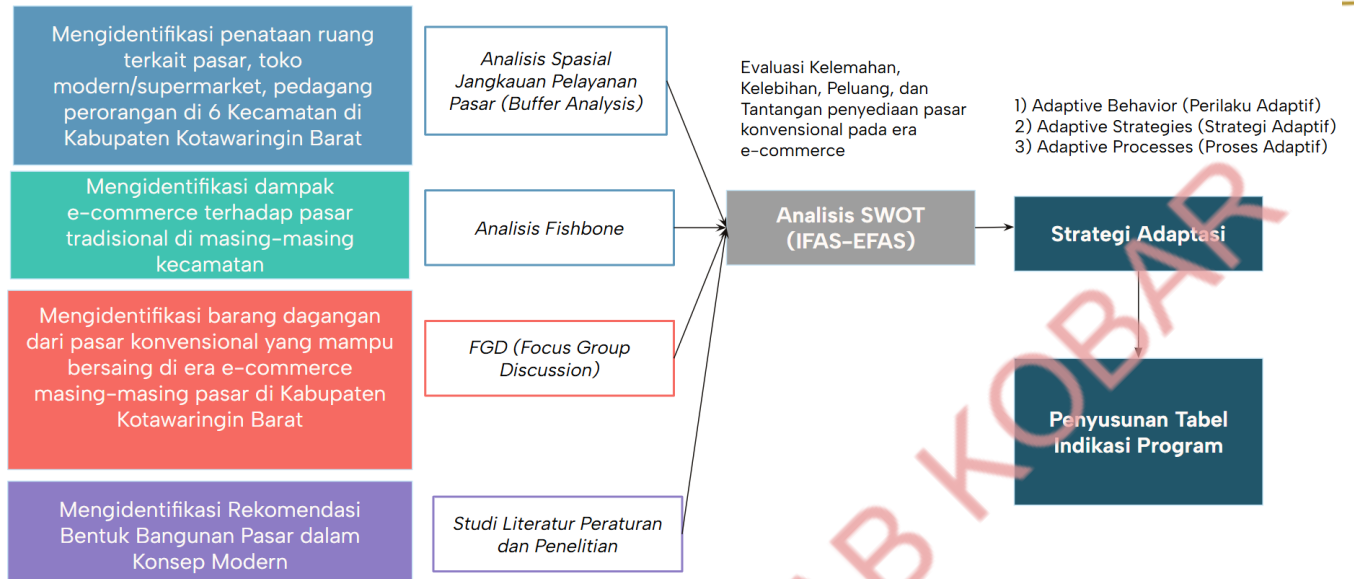 Mengidentifikasi penataan ruang
terkait pasar, toko
modern/supermarket, pedagang
perorangan di 6 Kecamatan di
Kabupaten Kotawaringin Barat
Analisis Spasial
Jangkauan Pelayanan
Pasar (Buffer Analysis)
Mengidentifikasi dampak
e-commerce terhadap pasar
tradisional di masing-masing
kecamatan
Analisis Fishbone
Mengidentifikasi barang dagangan
dari pasar konvensional yang mampu
bersaing di era e-commerce
masing-masing pasar di Kabupaten
Kotawaringin Barat
FGD (Focus Group
Discussion)
Mengidentifikasi Rekomendasi
Bentuk Bangunan Pasar dalam
Konsep Modern
Studi Literatur Peraturan
dan Penelitian
Evaluasi Kelemahan,
Kelebihan, Peluang, dan
Tantangan penyediaan pasar
konvensional pada era
e-commerce
Analisis SWOT
(IFAS-EFAS)
1) Adaptive Behavior (Perilaku Adaptif)
2) Adaptive Strategies (Strategi Adaptif)
3) Adaptive Processes (Proses Adaptif)
Strategi Adaptasi
Penyusunan Tabel
Indikasi Program
AB KOBAR